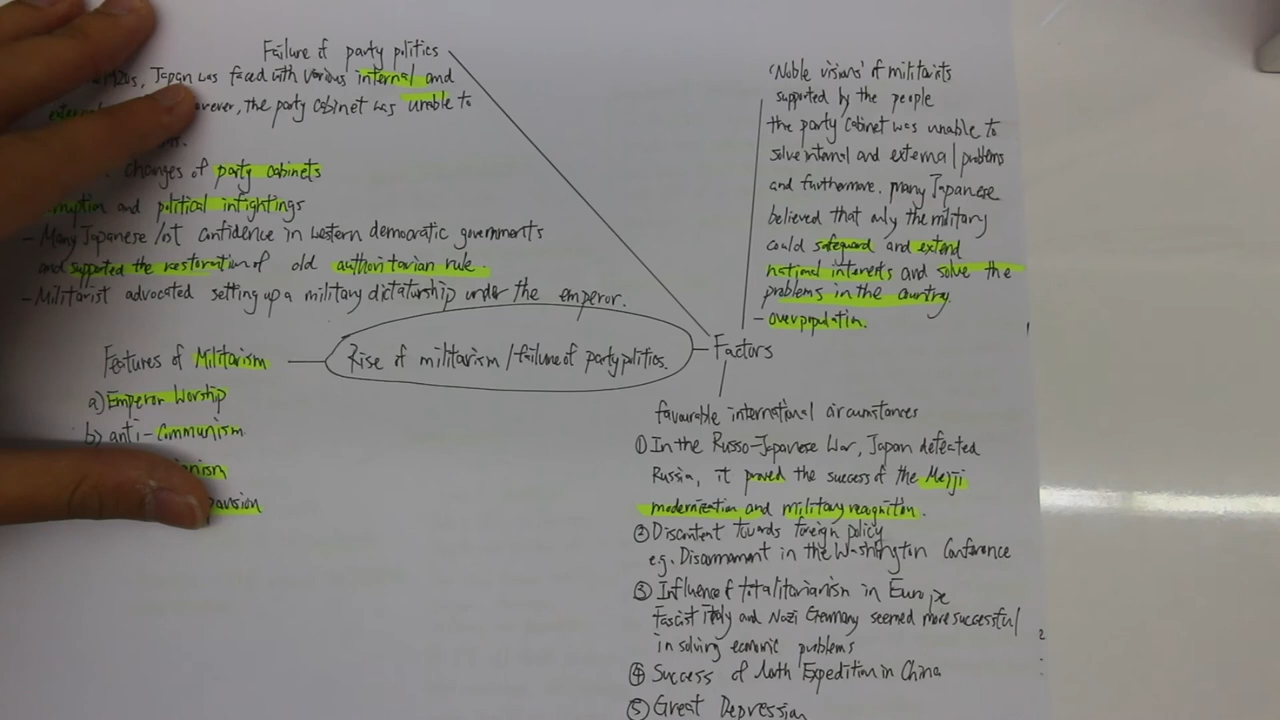 Failure of party politics
1920s, Japan was faced with various internal and
however, the party cabinet was unable to
changes of party cabinets
and political infightings
- Many Japanese lost confidence in western democratic governments
and supported the restoration of old authoritarian rule.
- Militarist advocated setting up a military dictaturship under the emperor.
Features of Militarism
a) Emperor Worship
b) anti-communism
Rise of militarism / failure of party politics.
Factors
'Noble visions' of militarists
supported by the people
the party cabinet was unable to
solve internal and external problems
and furthermore, many Japanese
believed that only the military
could safeguard and extend
national interests and solve the
problems in the country.
- overpopulation.
favourable international circumstances
① In the Russo-Japanese War, Japan defeated
Russia, it proved the success of the Meiji
modernization and military recognition.
② Discontent towards foreign policy
e.g. Disarmament in the Washington Conference
③ Influence of totalitarianism in Europe
Fascist Italy and Nazi Germany seemed more successful
in solving economic problems
④ Success of North Expedition in China
⑤ Great Depression